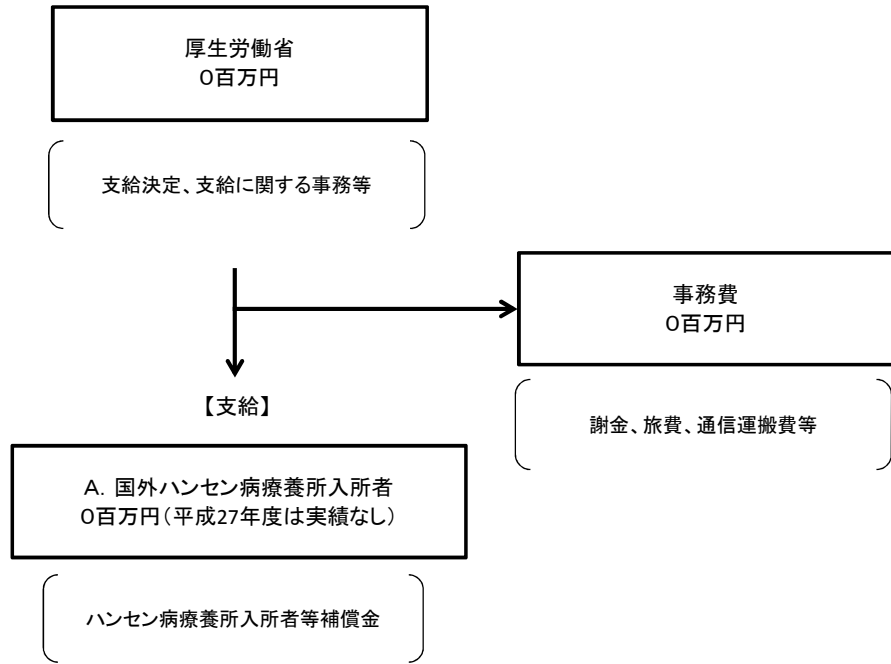 厚生労働省
0百万円
支給決定、支給に関する事務等
事務費
0百万円
謝金、旅費、通信運搬費等
【支給】
A．国外ハンセン病療養所入所者
0百万円（平成27年度は実績なし）
ハンセン病療養所入所者等補償金